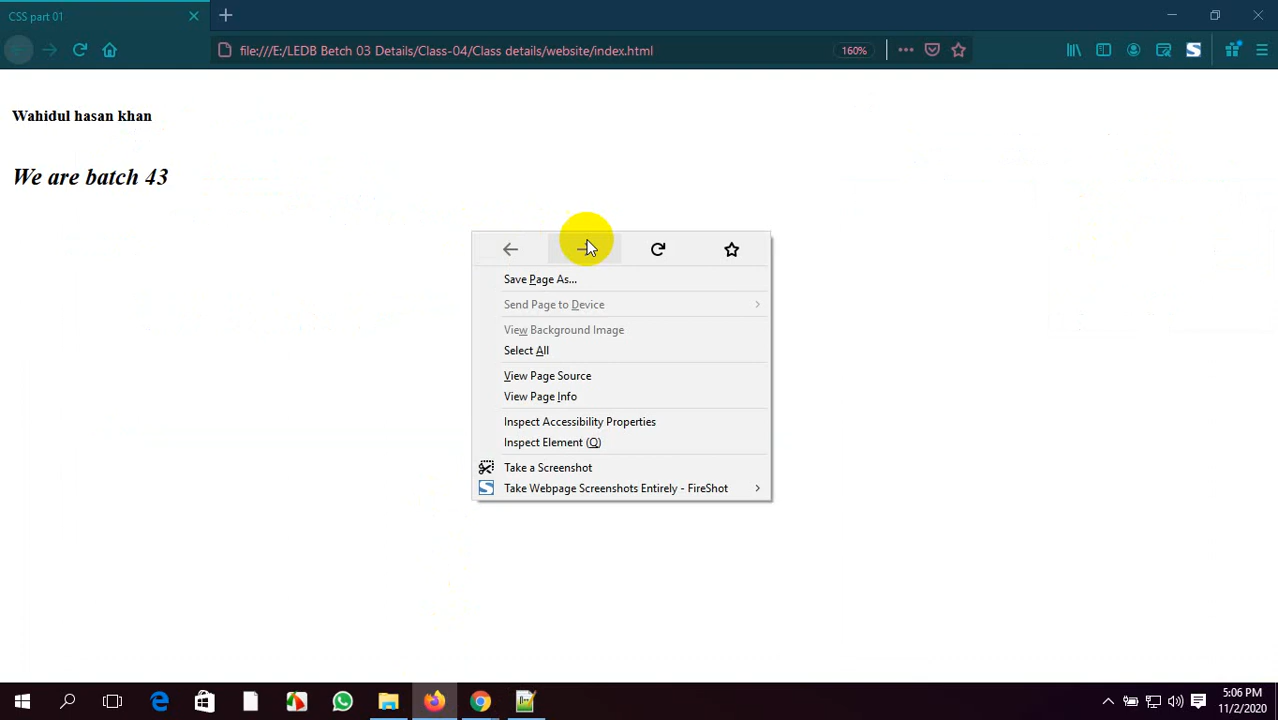 CSS part 01
file:///E:/LEDB Betch 03 Details/Class-04/Class details/website/index.html
160%
Wahidul hasan khan
We are batch 43
Save Page As...
Send Page to Device
View Background Image
Select All
View Page Source
View Page Info
Inspect Accessibility Properties
Inspect Element (Q)
Take a Screenshot
Take Webpage Screenshots Entirely - FireShot
5:06 PM
11/2/2020